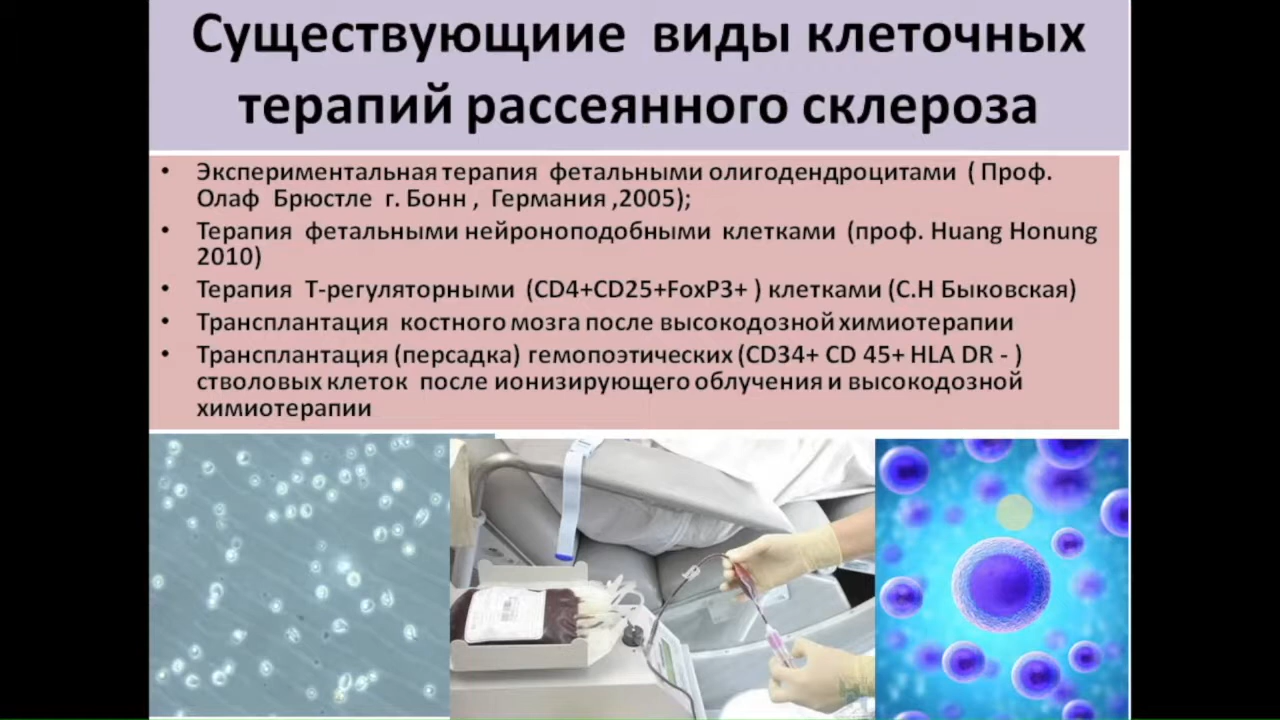 Существующиие виды клеточных
терапий рассеянного склероза
• Экспериментальная терапия фетальными олигодендроцитами ( Проф.
Олаф Брюстле г. Бонн , Германия ,2005);
• Терапия фетальными нейроноподобными клетками (проф. Huang Honung
2010)
• Терапия Т-регуляторными (CD4+CD25+FoxP3+ ) клетками (С.Н Быковская)
• Трансплантация костного мозга после высокодозной химиотерапии
• Трансплантация (персадка) гемопоэтических (CD34+ CD 45+ HLA DR - )
стволовых клеток после ионизирующего облучения и высокодозной
химиотерапии